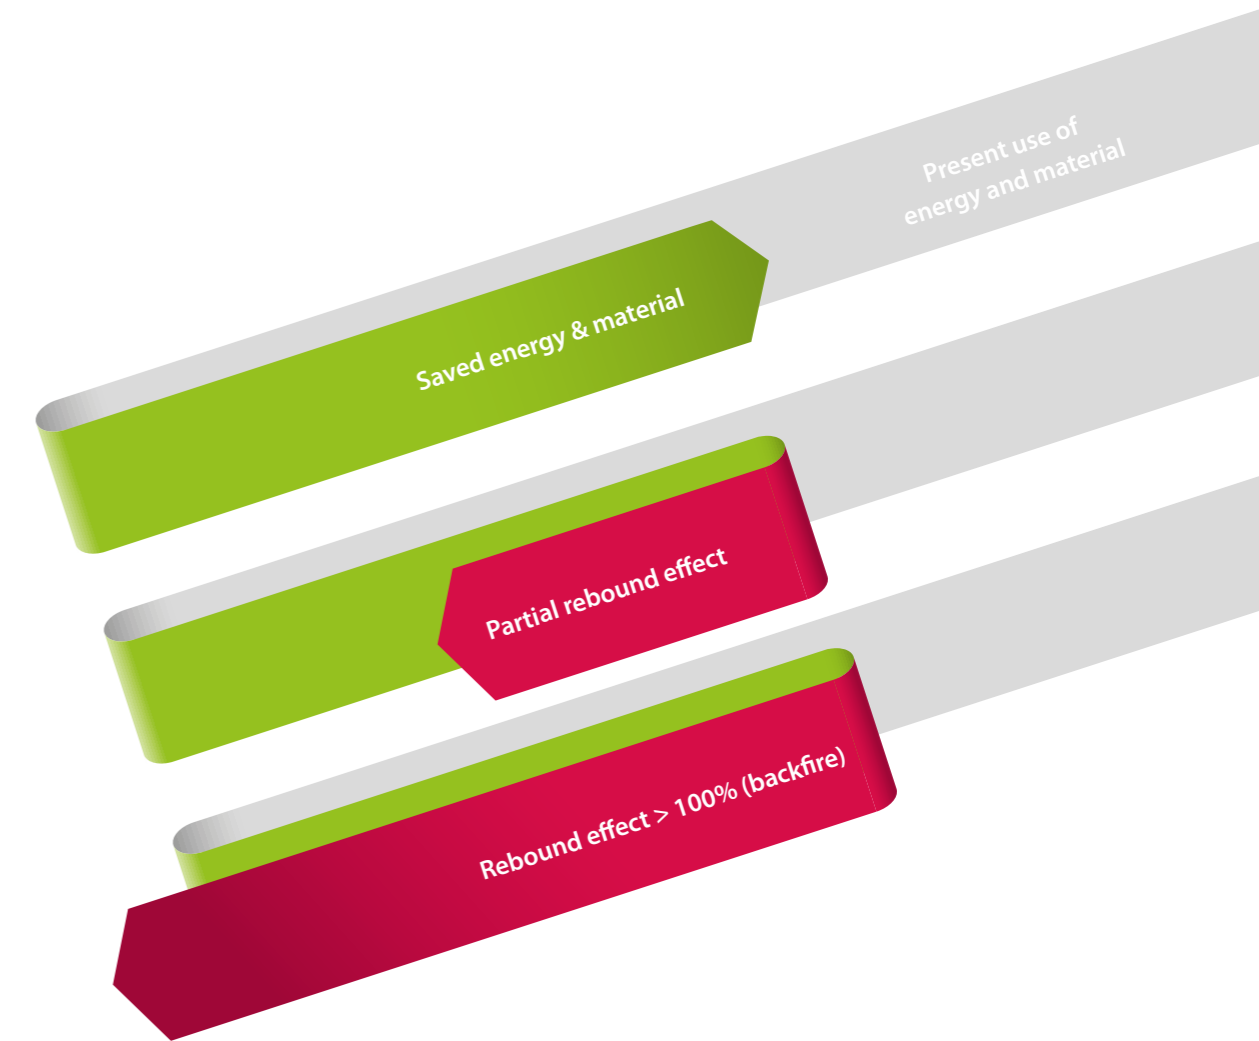 Present use of
energy and material
Saved energy & material
Partial rebound effect
Rebound effect > 100% (backfire)